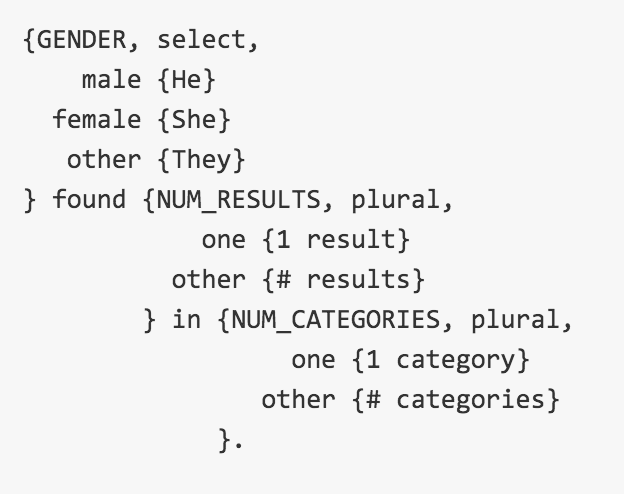 {GENDER, select,
    male {He}
  female {She}
   other {They}
} found {NUM_RESULTS, plural,
            one {1 result}
          other {# results}
        } in {NUM_CATEGORIES, plural,
                  one {1 category}
                other {# categories}
             }.